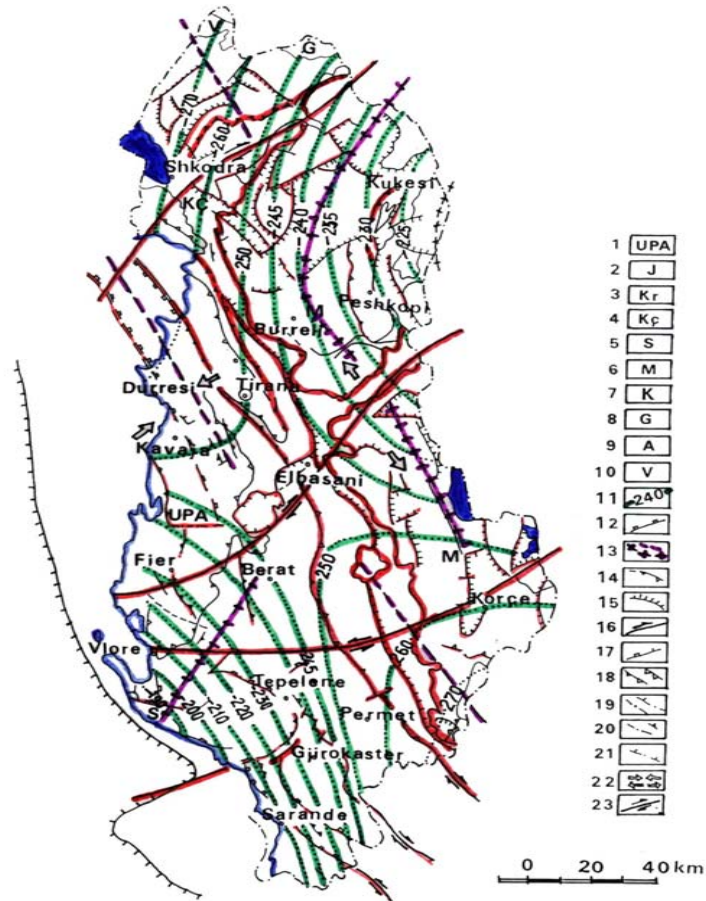 V
G
-270
-260
Shkodra
KÇ
-245
-240
-235
Kukesi
-30
225
250
M
Peshkopi
Burreli
Durresi
Tirana
Kavaja
Elbasani
UPA
Fier
Berat
250
M
Korçe
Vlore
Tepelene
245
260
-200
-210
-220
-230
S
Permet
270
Gjirokaster
Sarande
1 UPA
2 J
3 Kr
4 Kç
5 S
6 M
7 K
8 G
9 A
10 V
11 -240
12
13
14
15
16
17
18
19
20
21
22
23
0 20 40 km